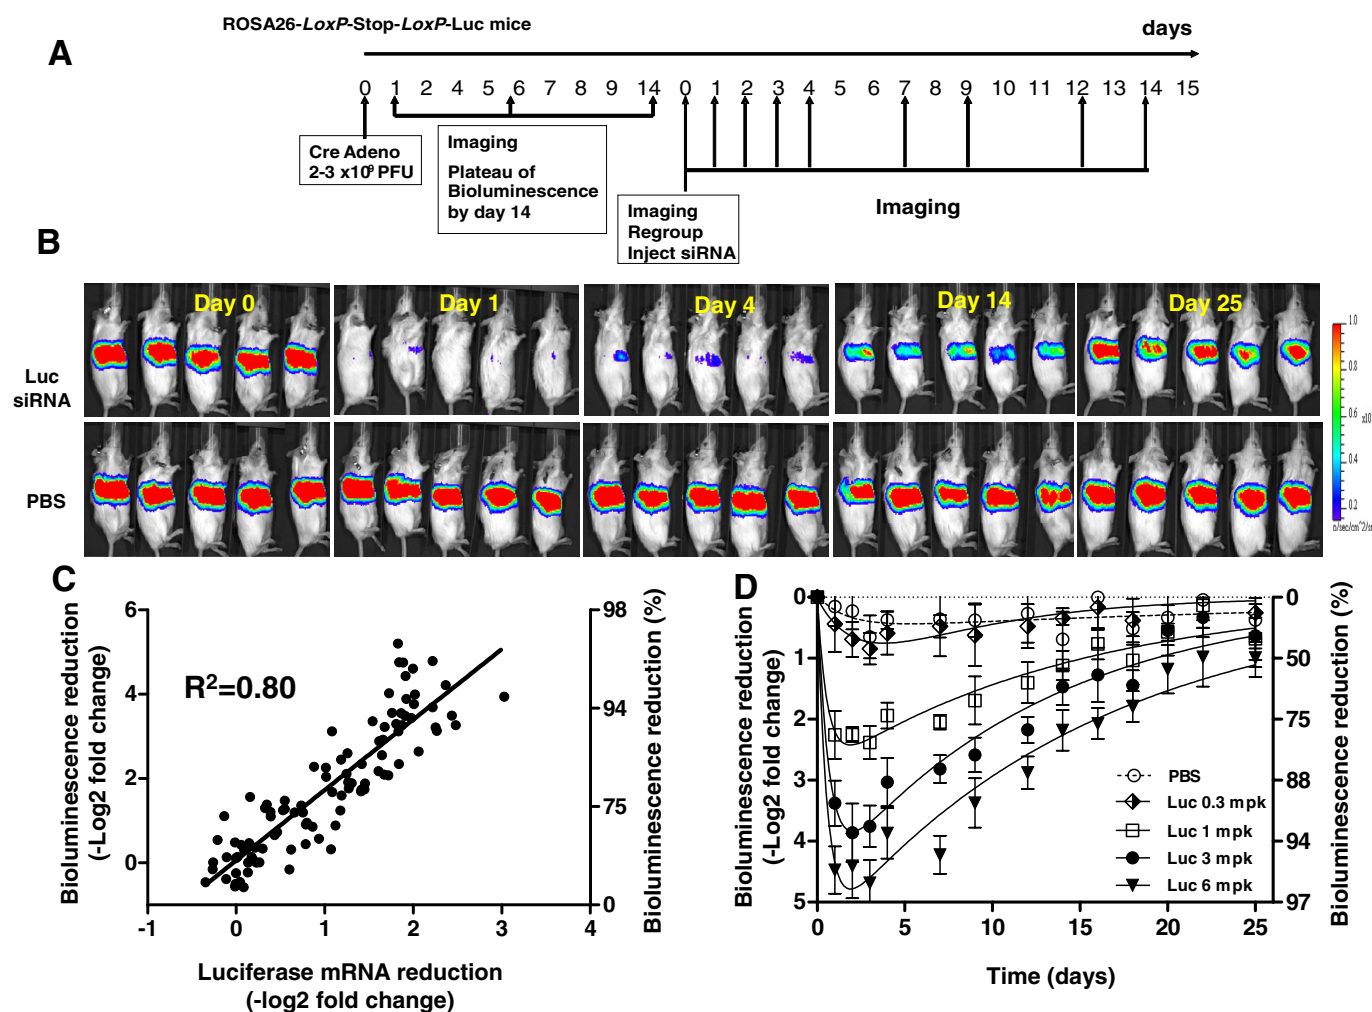 ROSA26-LoxP-Stop-LoxP-Luc mice
days
A
0 1 2 4 5 6 7 8 9 14 0 1 2 3 4 5 6 7 8 9 10 11 12 13 14 15
Cre Adeno
2-3 x10⁹ PFU
Imaging
Plateau of
Bioluminescence
by day 14
Imaging
Regroup
Inject siRNA
Imaging
B
Day 0 Day 1 Day 4 Day 14 Day 25
Luc
siRNA
PBS
1.0
0.8
0.6
0.4
0.2
C
Bioluminescence reduction
(-Log2 fold change)
6
4
2
0
R²=0.80
98
94
75
0
Bioluminescence reduction (%)
-1 0 1 2 3 4
Luciferase mRNA reduction
(-log2 fold change)
D
Bioluminescence reduction
(-Log2 fold change)
0
1
2
3
4
5
PBS
Luc 0.3 mpk
Luc 1 mpk
Luc 3 mpk
Luc 6 mpk
0
50
75
88
94
97
Bioluminescence reduction (%)
0 5 10 15 20 25
Time (days)